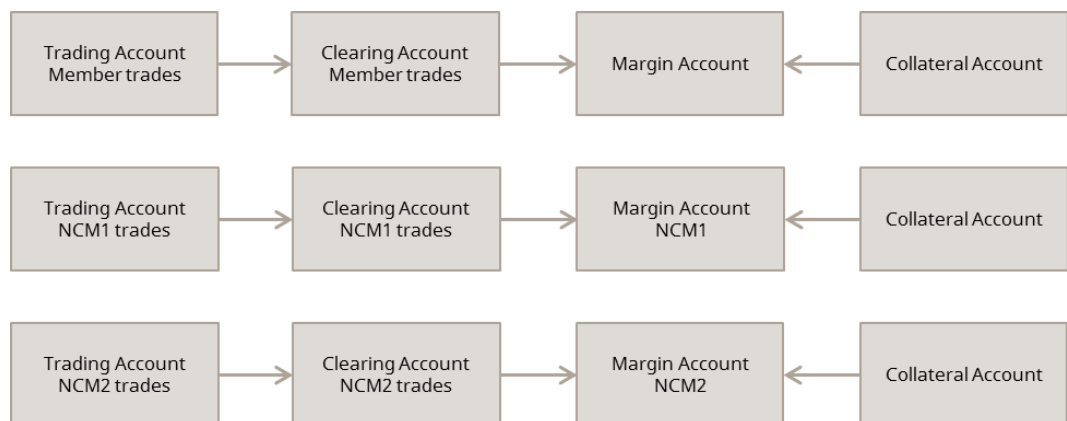 Trading Account
Member trades
Clearing Account
Member trades
Margin Account
Collateral Account
Trading Account
NCM1 trades
Clearing Account
NCM1 trades
Margin Account
NCM1
Collateral Account
Trading Account
NCM2 trades
Clearing Account
NCM2 trades
Margin Account
NCM2
Collateral Account